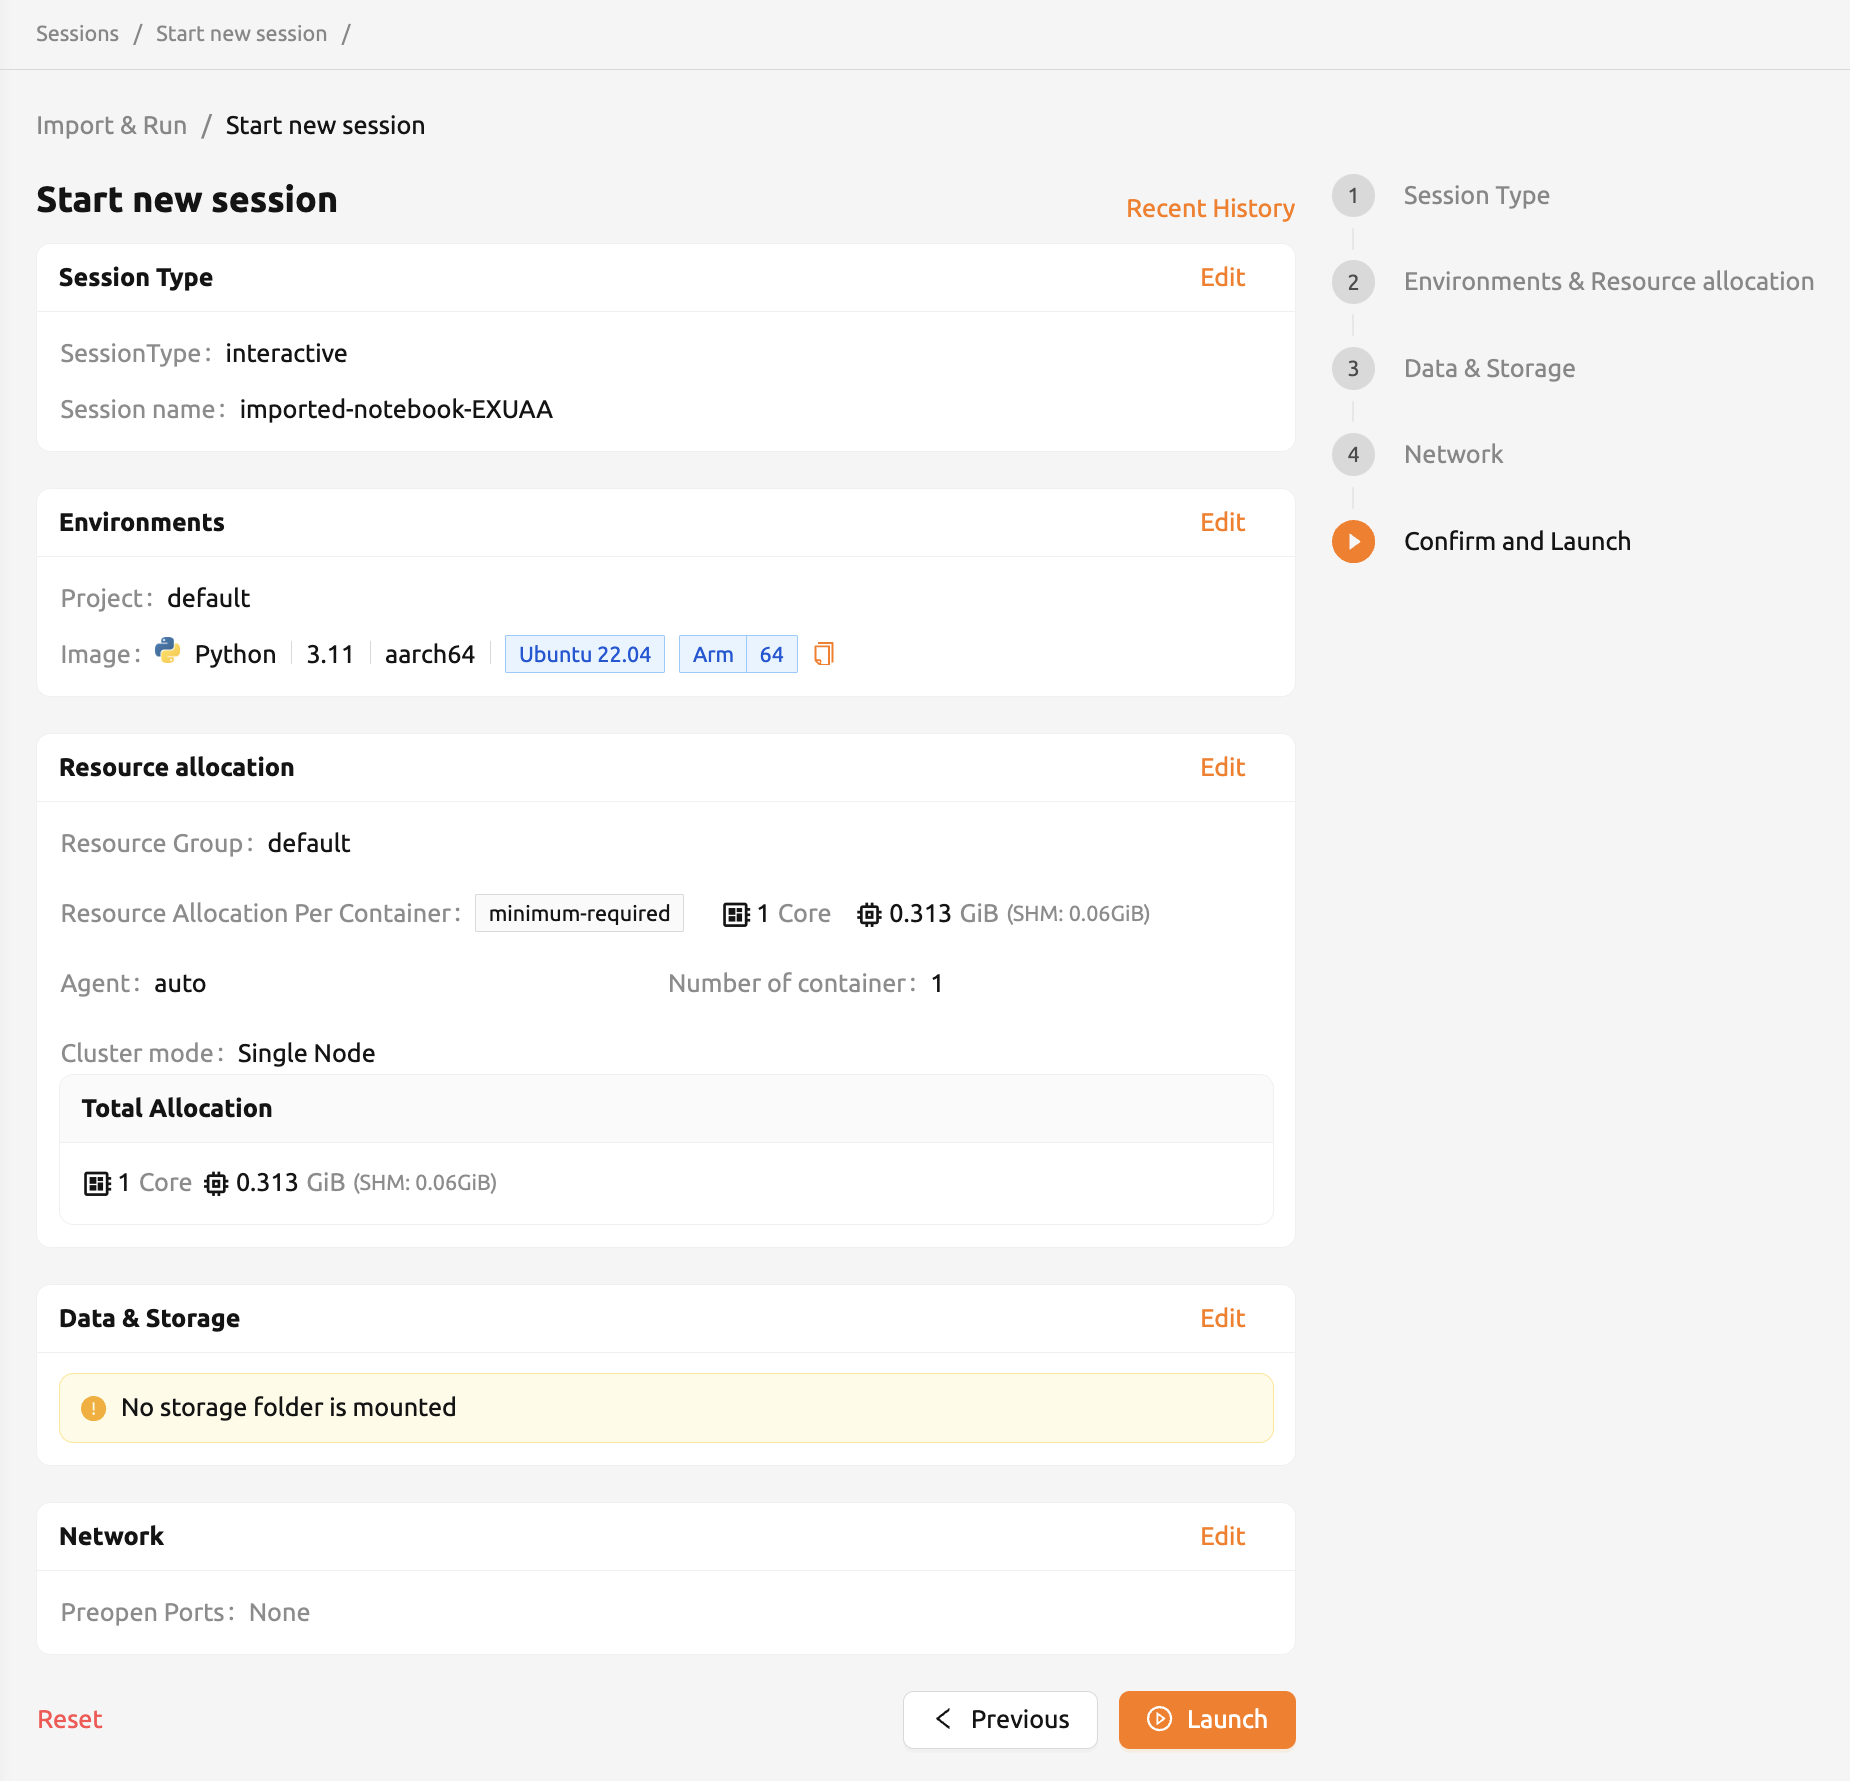 Sessions / Start new session /
Import & Run / Start new session
Start new session
Recent History
Session Type
Edit
SessionType: interactive
Session name: imported-notebook-EXUAA
Environments
Edit
Project: default
Image: Python 3.11 aarch64 Ubuntu 22.04 Arm 64
Resource allocation
Edit
Resource Group: default
Resource Allocation Per Container: minimum-required 1 Core 0.313 GiB (SHM: 0.06GiB)
Agent: auto
Number of container: 1
Cluster mode: Single Node
Total Allocation
1 Core 0.313 GiB (SHM: 0.06GiB)
Data & Storage
Edit
No storage folder is mounted
Network
Edit
Preopen Ports: None
Reset
Previous
Launch
1 Session Type
2 Environments & Resource allocation
3 Data & Storage
4 Network
Confirm and Launch